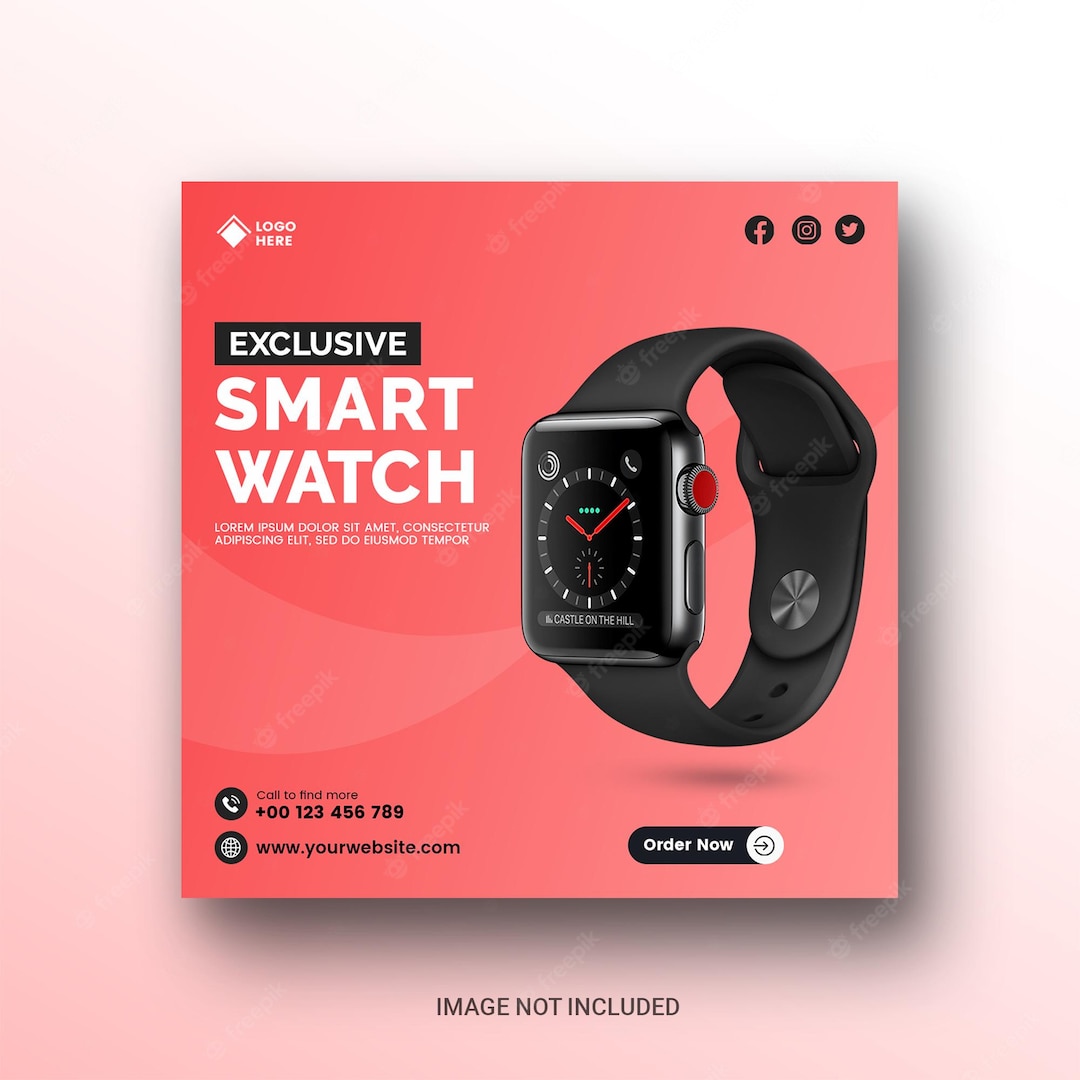 LOGO
HERE
EXCLUSIVE
SMART
WATCH
LOREM IPSUM DOLOR SIT AMET, CONSECTETUR
ADIPISCING ELIT, SED DO EIUSMOD TEMPOR
CASTLE ON THE HILL
Call to find more
+00 123 456 789
www.yourwebsite.com
Order Now
IMAGE NOT INCLUDED
freepik